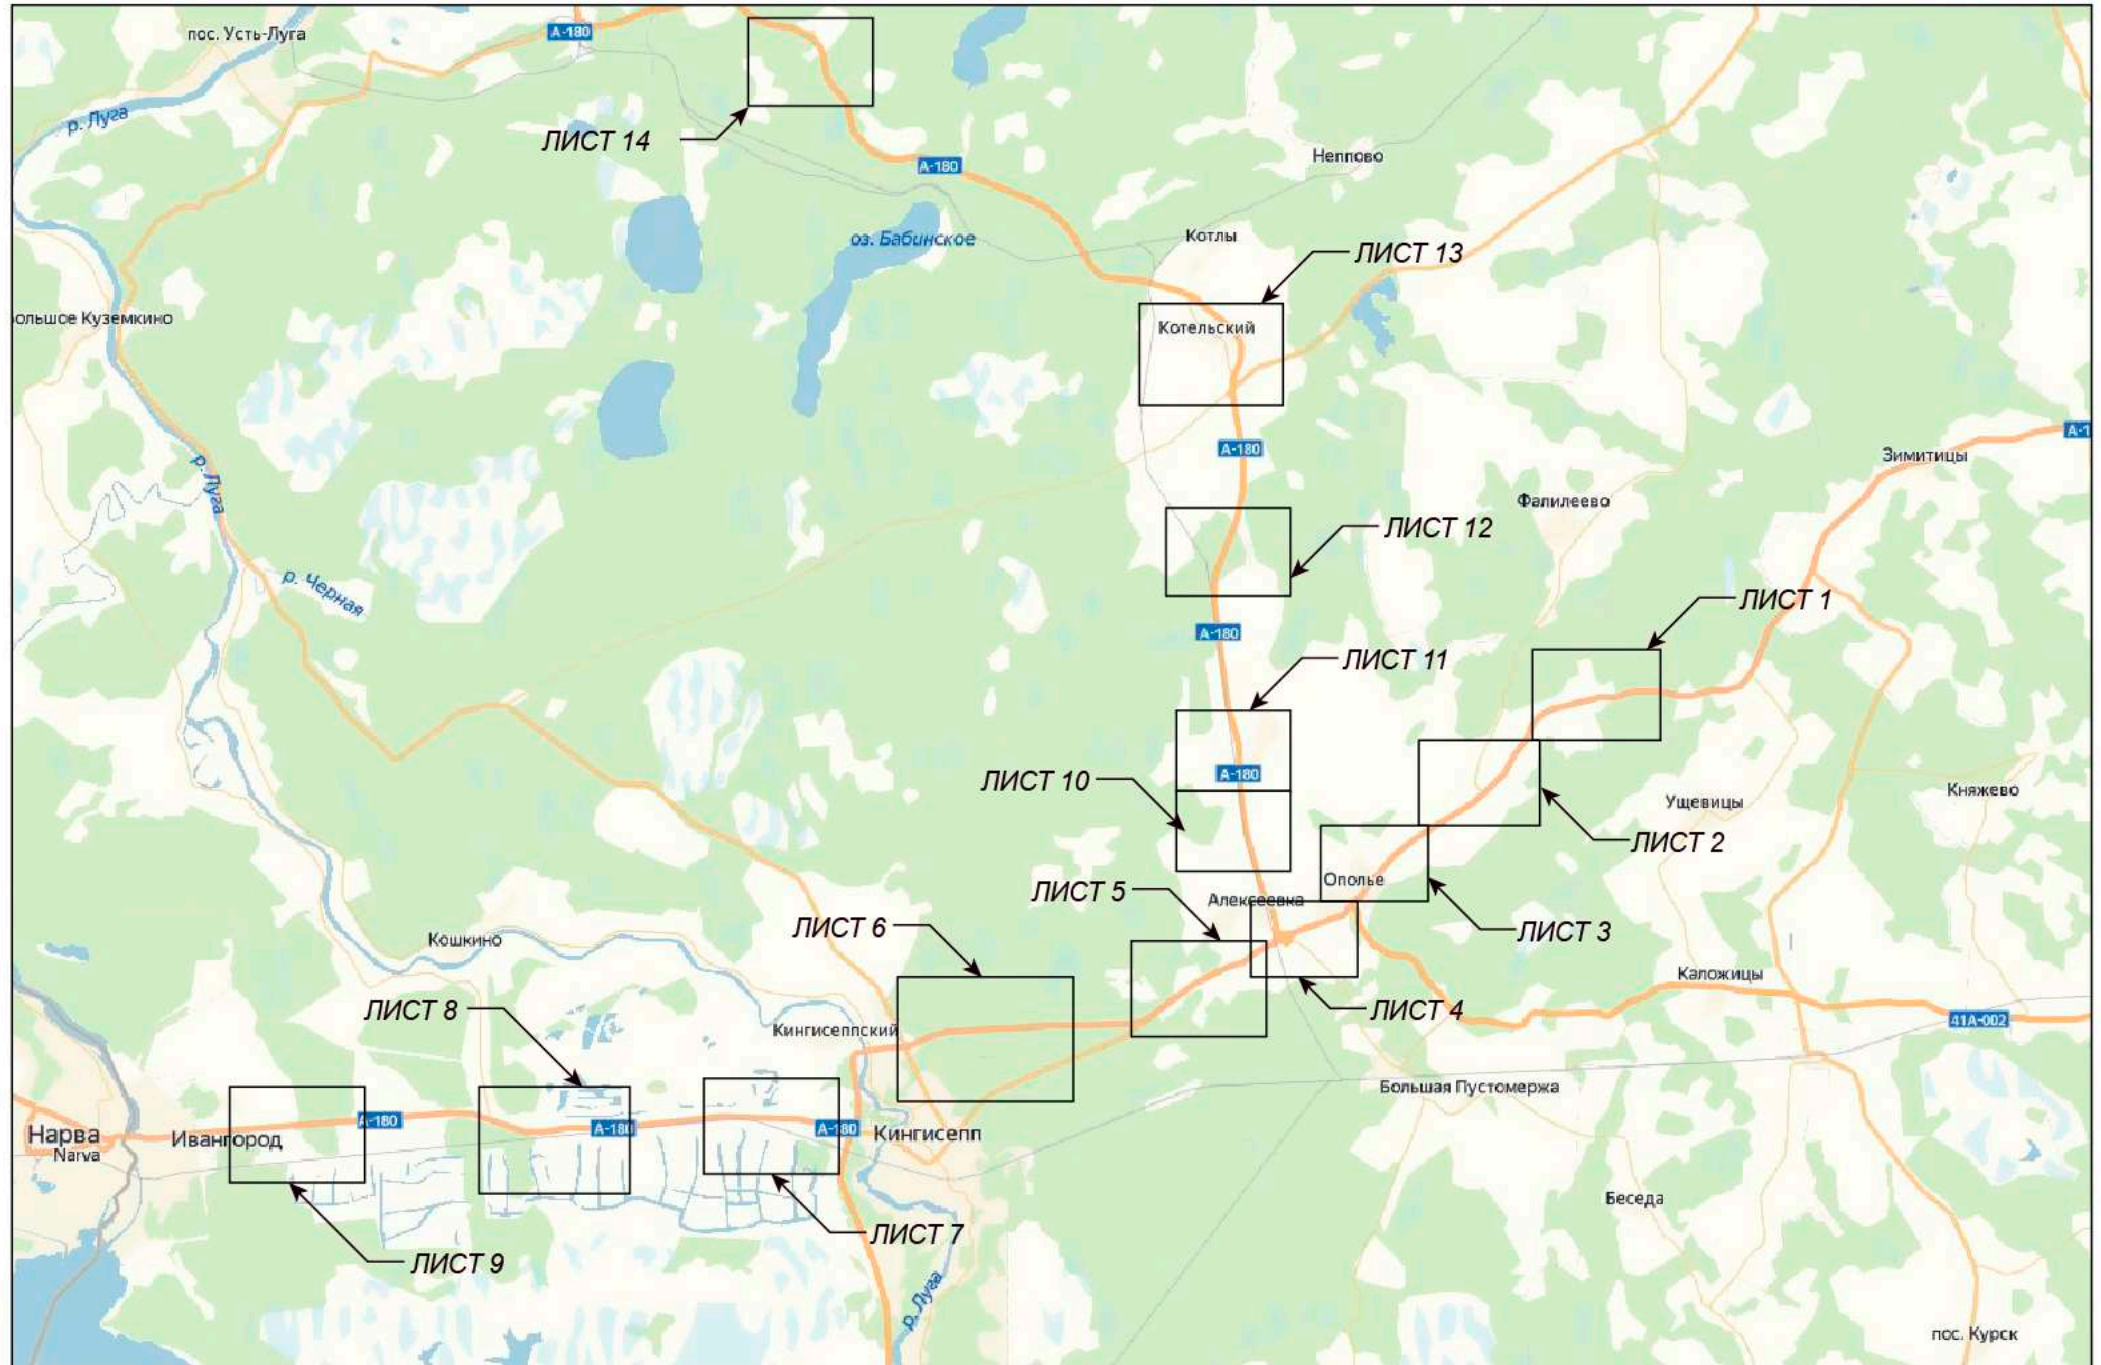 пос. Усть-Луга
А-180
р. Луга
ЛИСТ 14
А-180
Неппово
Котлы
оз. Бабинское
ЛИСТ 13
ольшое Куземкино
Котельский
А-180
А-1
Зимитицы
р. Луга
Фалилеево
ЛИСТ 12
р. Черная
ЛИСТ 1
А-180
ЛИСТ 11
А-180
ЛИСТ 10
Княжево
Ущевицы
ЛИСТ 2
Ополье
ЛИСТ 5
Алексеевка
ЛИСТ 6
ЛИСТ 3
Кошкино
Каложицы
ЛИСТ 8
ЛИСТ 4
41А-002
Кингисеппский
Большая Пустомержа
А-180
А-180
А-180
Нарва
Narva
Ивангород
Кингисепп
Беседа
ЛИСТ 7
ЛИСТ 9
р. Луга
пос. Курск